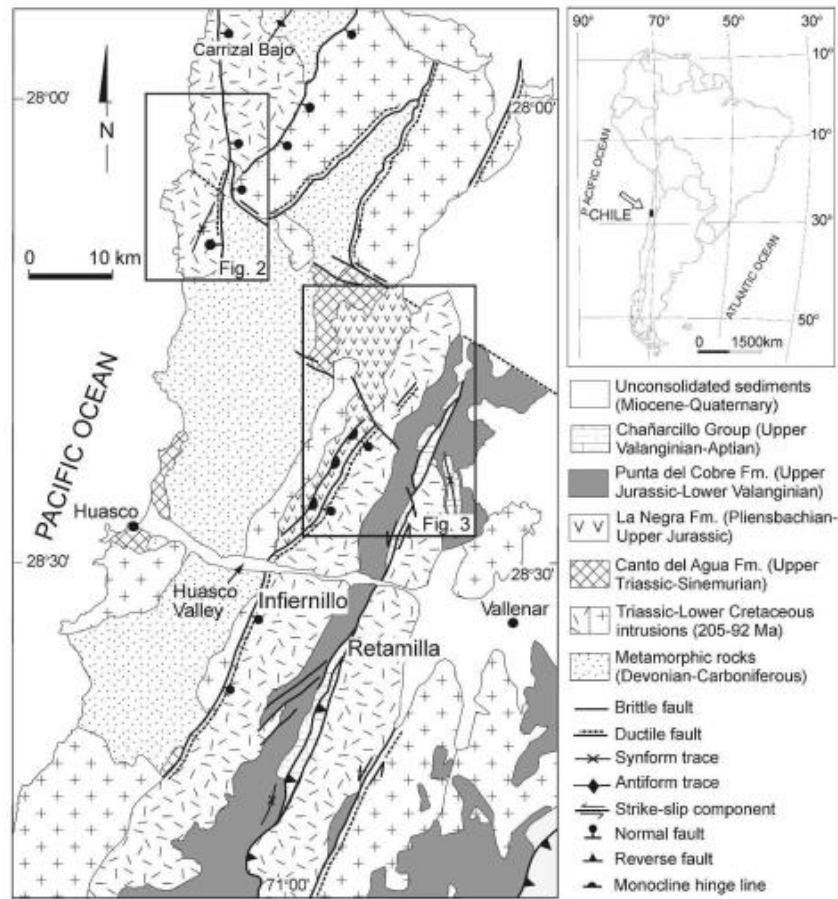 Carrizal Bajo
28°00'
28°00'
N
0 10 km
Fig. 2
PACIFIC OCEAN
Huasco
Fig. 3
28°30'
28°30'
Huasco
Valley
Infiernillo
Vallenar
Retamilla
71°00'
90° 70° 50° 30°
10°
PACIFIC OCEAN
CHILE
30°
ATLANTIC OCEAN
50°
0 1500km
Unconsolidated sediments
(Miocene-Quaternary)
Chañarcillo Group (Upper
Valanginian-Aptian)
Punta del Cobre Fm. (Upper
Jurassic-Lower Valanginian)
La Negra Fm. (Pliensbachian-
Upper Jurassic)
Canto del Agua Fm. (Upper
Triassic-Sinemurian)
Triassic-Lower Cretaceous
intrusions (205-92 Ma)
Metamorphic rocks
(Devonian-Carboniferous)
Brittle fault
Ductile fault
Synform trace
Antiform trace
Strike-slip component
Normal fault
Reverse fault
Monocline hinge line